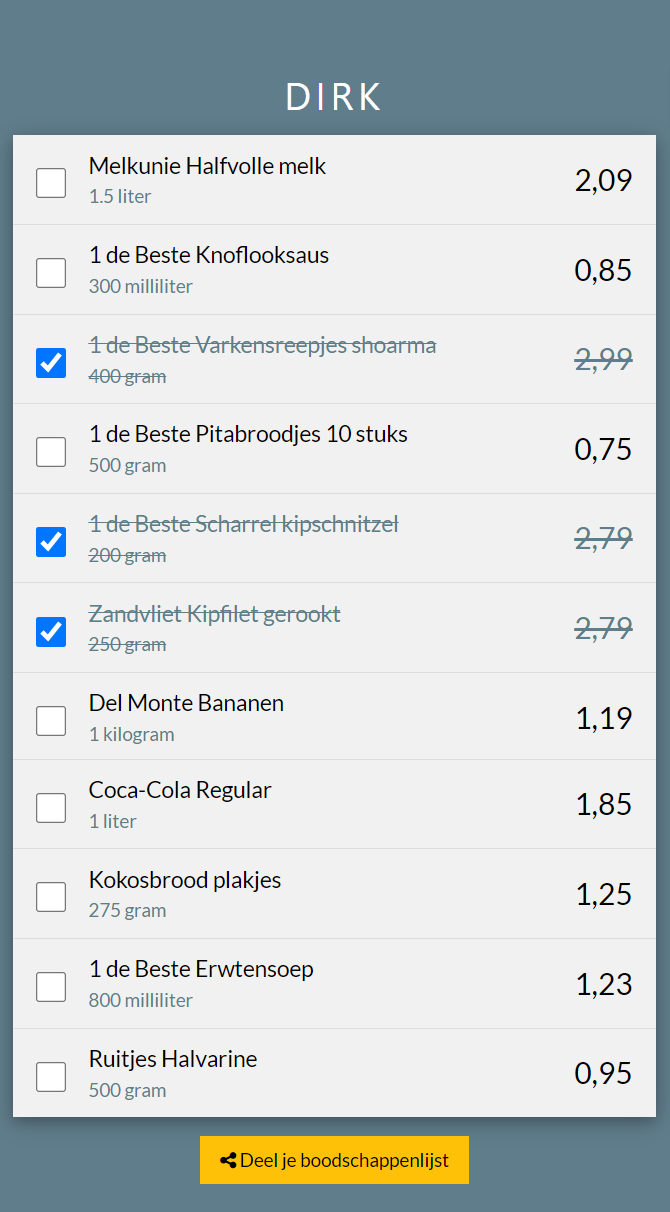 DIRK
Melkunie Halfvolle melk
2,09
1.5 liter
1 de Beste Knoflooksaus
0,85
300 milliliter
1 de Beste Varkensreepjes shoarma
2,99
400 gram
1 de Beste Pitabroodjes 10 stuks
0,75
500 gram
1 de Beste Scharrel kipschnitzel
2,79
200 gram
Zandvliet Kipfilet gerookt
2,79
250 gram
Del Monte Bananen
1,19
1 kilogram
Coca-Cola Regular
1,85
1 liter
Kokosbrood plakjes
1,25
275 gram
1 de Beste Erwtensoep
1,23
800 milliliter
Ruitjes Halvarine
0,95
500 gram
Deel je boodschappenlijst